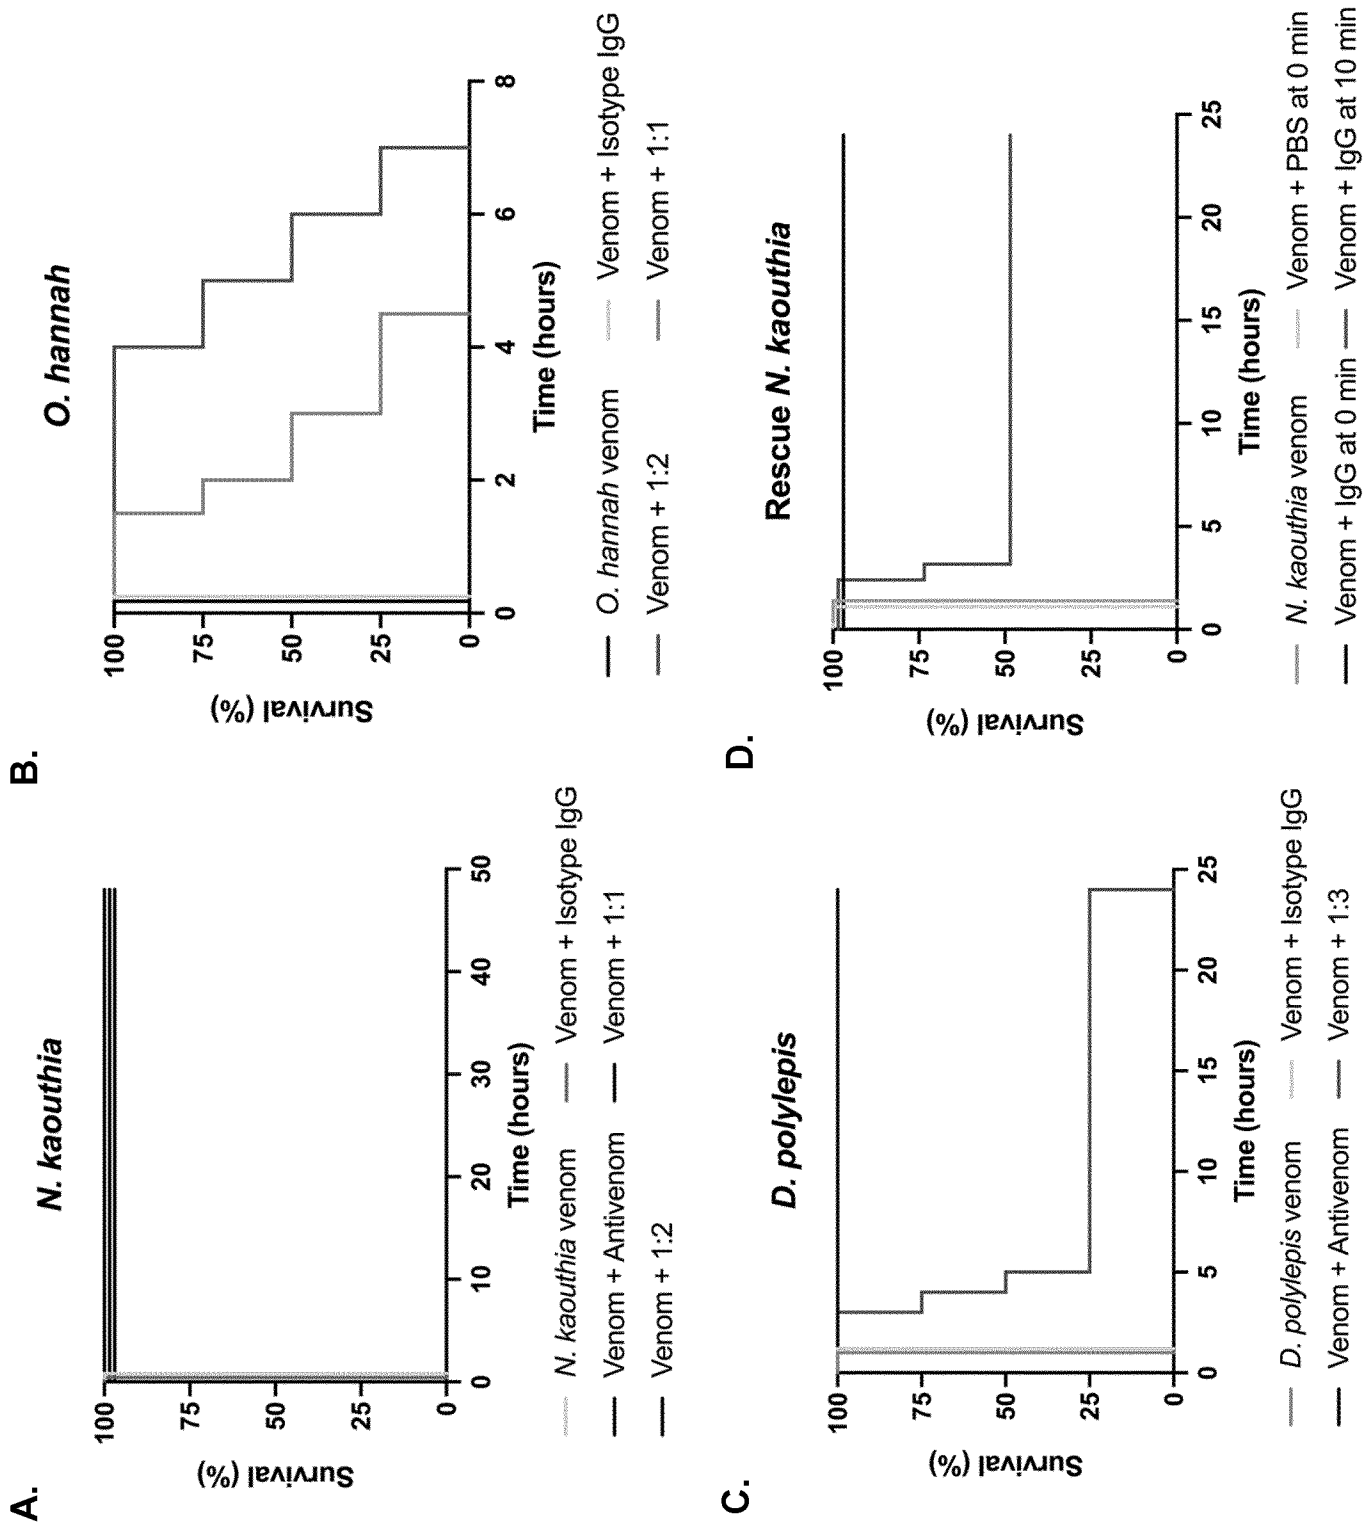 A.
N. kaouthia
Survival (%)
100
75
50
25
0
0 10 20 30 40 50
Time (hours)
N. kaouthia venom Venom + Isotype IgG
Venom + Antivenom Venom + 1:1
Venom + 1:2
B.
O. hannah
Survival (%)
100
75
50
25
0
0 2 4 6 8
Time (hours)
O. hannah venom Venom + Isotype IgG
Venom + 1:2 Venom + 1:1
C.
D. polylepis
Survival (%)
100
75
50
25
0
0 5 10 15 20 25
Time (hours)
D. polylepis venom Venom + Isotype IgG
Venom + Antivenom Venom + 1:3
D.
Rescue N. kaouthia
Survival (%)
100
75
50
25
0
0 5 10 15 20 25
Time (hours)
N. kaouthia venom Venom + PBS at 0 min
Venom + IgG at 0 min Venom + IgG at 10 min